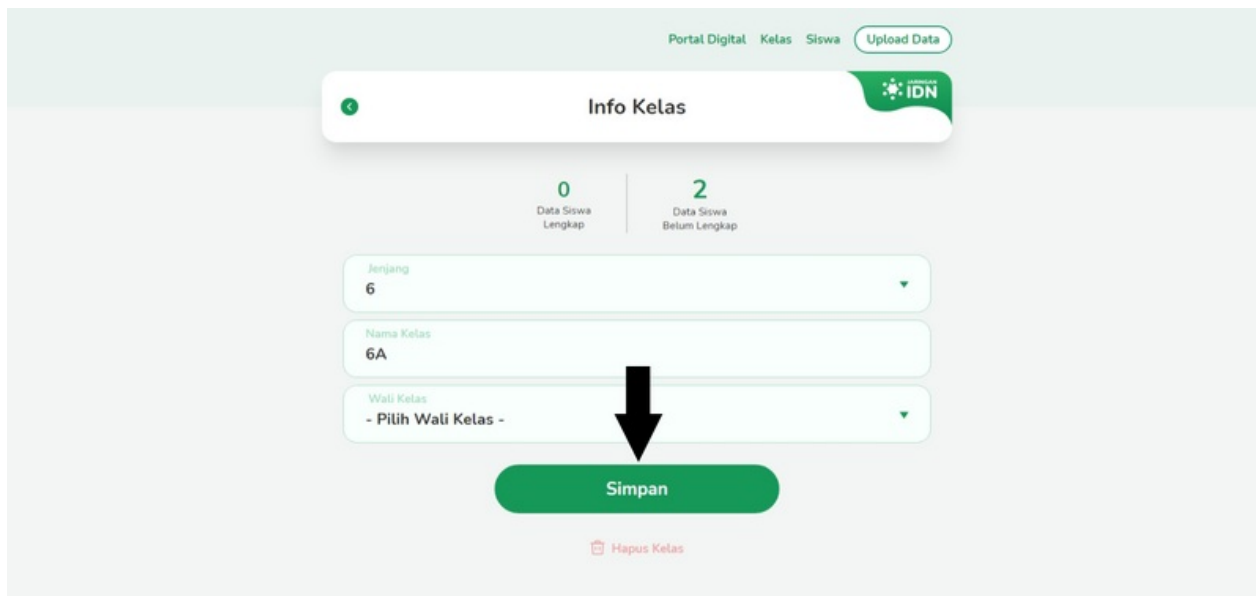 Portal Digital Kelas Siswa Upload Data
Info Kelas
JARINGAN
IDN
0
Data Siswa
Lengkap
2
Data Siswa
Belum Lengkap
Jenjang
6
Nama Kelas
6A
Wali Kelas
- Pilih Wali Kelas -
Simpan
Hapus Kelas